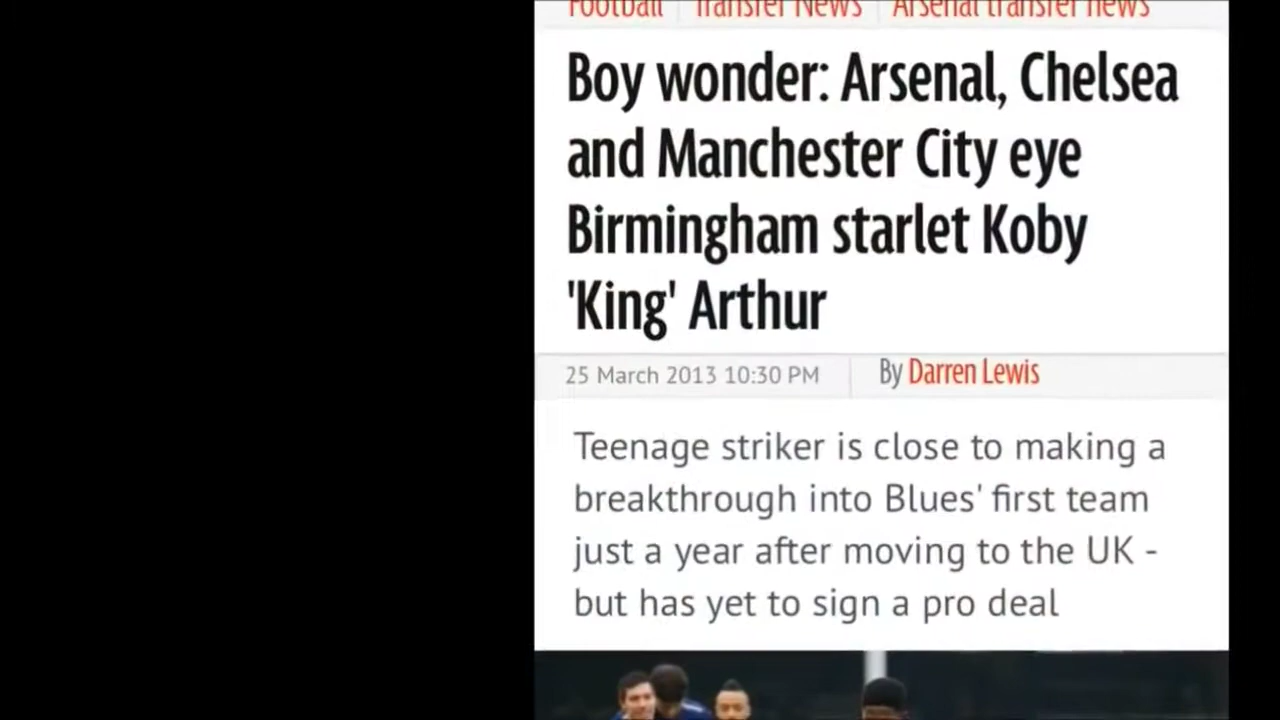 Football Transfer News Arsenal transfer news
Boy wonder: Arsenal, Chelsea
and Manchester City eye
Birmingham starlet Koby
'King' Arthur
25 March 2013 10:30 PM By Darren Lewis
Teenage striker is close to making a
breakthrough into Blues' first team
just a year after moving to the UK -
but has yet to sign a pro deal